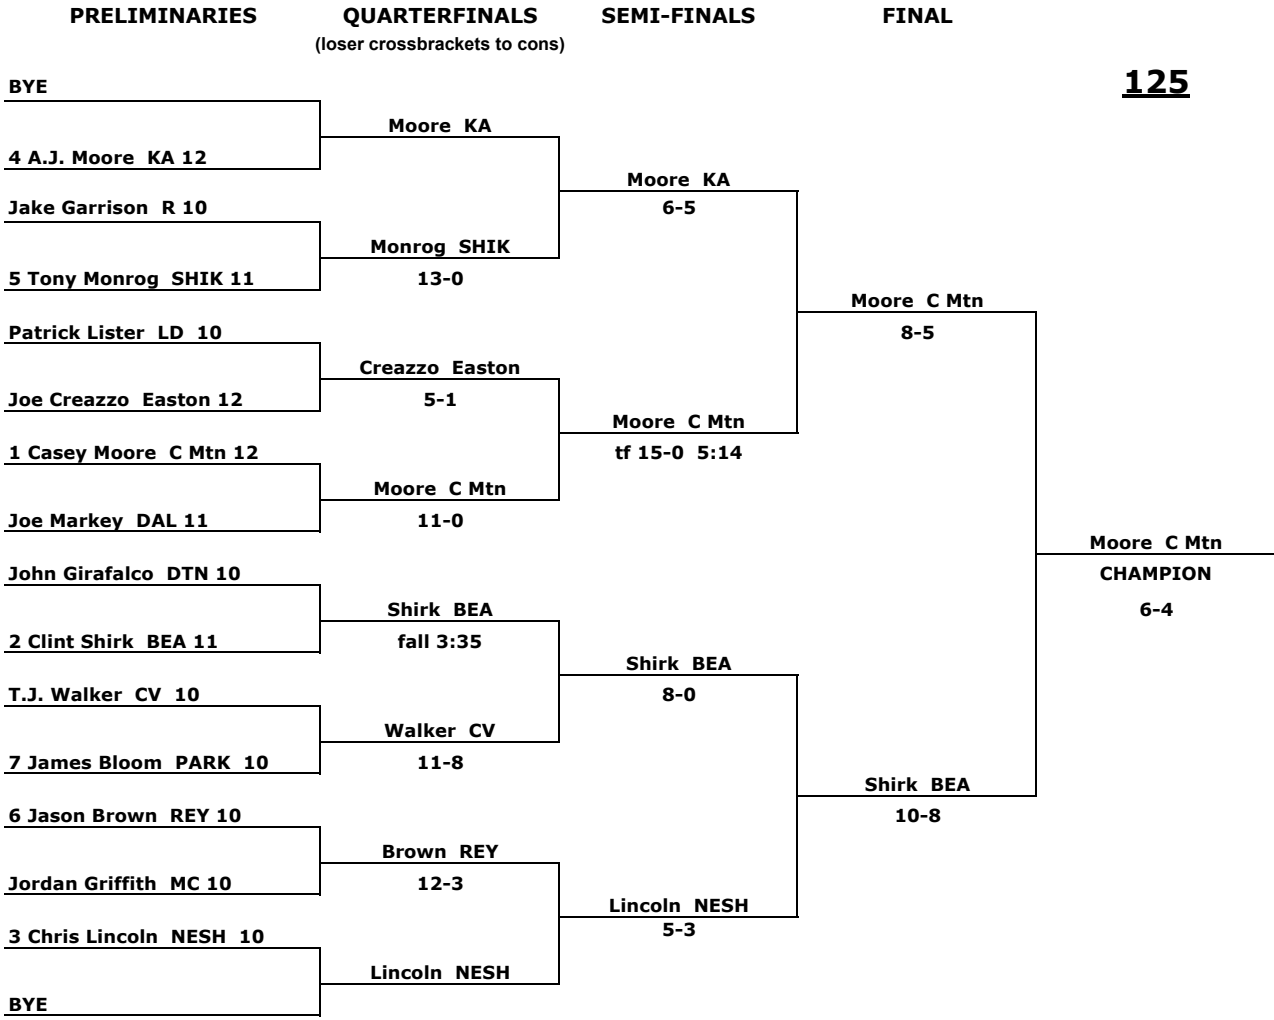 PRELIMINARIES QUARTERFINALS SEMI-FINALS FINAL
(loser crossbrackets to cons)
125
BYE
Moore KA
4 A.J. Moore KA 12
Moore KA
6-5
Jake Garrison R 10
Monrog SHIK
13-0
5 Tony Monrog SHIK 11
Moore C Mtn
8-5
Patrick Lister LD 10
Creazzo Easton
5-1
Joe Creazzo Easton 12
Moore C Mtn
tf 15-0 5:14
1 Casey Moore C Mtn 12
Moore C Mtn
11-0
Joe Markey DAL 11
Moore C Mtn
CHAMPION
6-4
John Girafalco DTN 10
Shirk BEA
fall 3:35
2 Clint Shirk BEA 11
Shirk BEA
8-0
T.J. Walker CV 10
Walker CV
11-8
7 James Bloom PARK 10
Shirk BEA
10-8
6 Jason Brown REY 10
Brown REY
12-3
Jordan Griffith MC 10
Lincoln NESH
5-3
3 Chris Lincoln NESH 10
Lincoln NESH
BYE